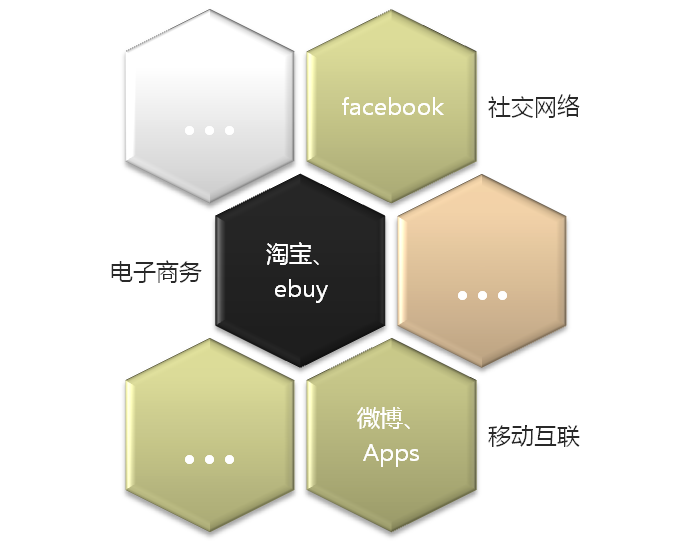 ...
facebook
社交网络
电子商务
淘宝、
ebuy
...
...
微博、
Apps
移动互联